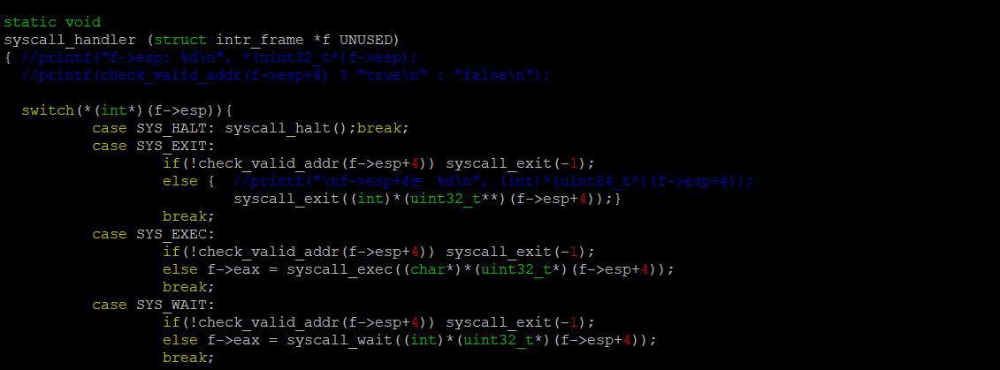 static void
syscall_handler (struct intr_frame *f UNUSED)
{ //printf("f->esp: %d\n", *(uint32_t*)f->esp);
  //printf(check_valid_addr(f->esp+4) ? "true\n" : "false\n");
  switch(*(int*)(f->esp)){
          case SYS_HALT: syscall_halt();break;
          case SYS_EXIT:
                  if(!check_valid_addr(f->esp+4)) syscall_exit(-1);
                  else {  //printf("\nf->esp+4는 %d\n", (int)*(uint64_t*)(f->esp+4));
                          syscall_exit((int)*(uint32_t**)(f->esp+4));}
                  break;
          case SYS_EXEC:
                  if(!check_valid_addr(f->esp+4)) syscall_exit(-1);
                  else f->eax = syscall_exec((char*)*(uint32_t*)(f->esp+4));
                  break;
          case SYS_WAIT:
                  if(!check_valid_addr(f->esp+4)) syscall_exit(-1);
                  else f->eax = syscall_wait((int)*(uint32_t*)(f->esp+4));
                  break;